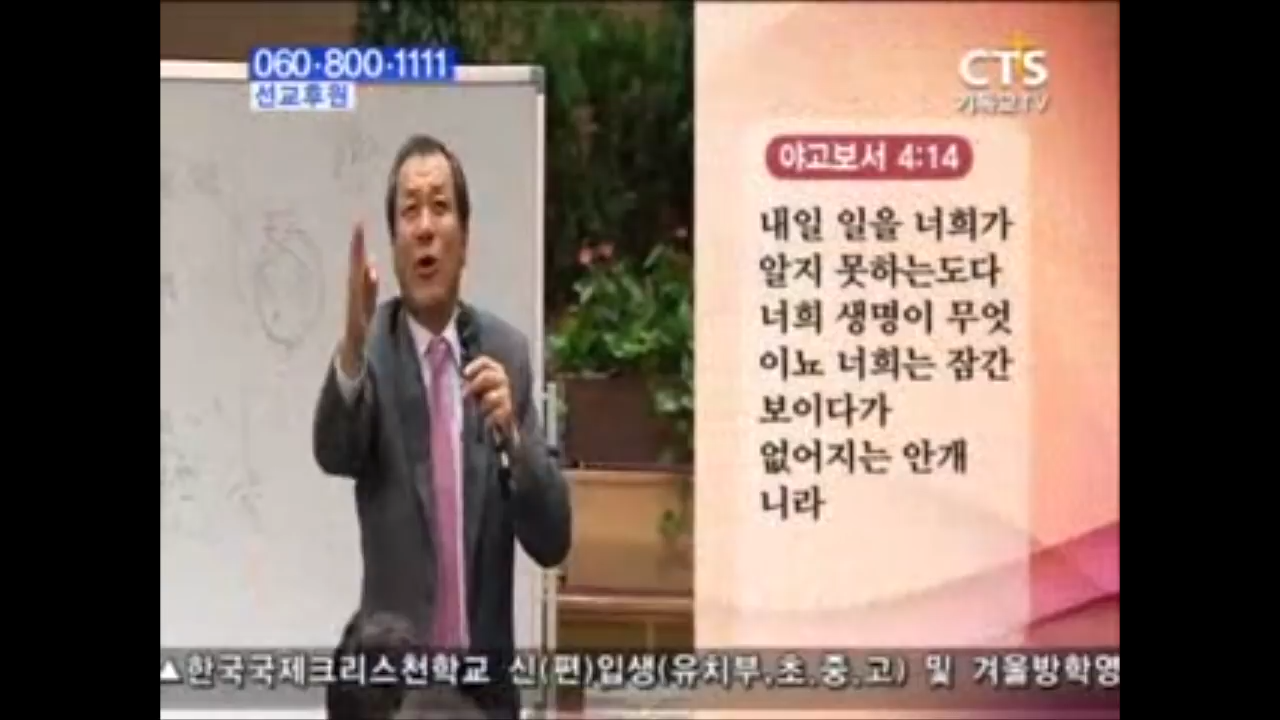 060·800·1111
선교후원
CTS
기독교TV
야고보서 4:14
내일 일을 너희가
알지 못하는도다
너희 생명이 무엇
이뇨 너희는 잠간
보이다가
없어지는 안개
니라
▲한국국제크리스천학교 신(편)입생(유치부,초,중,고) 및 겨울방학영